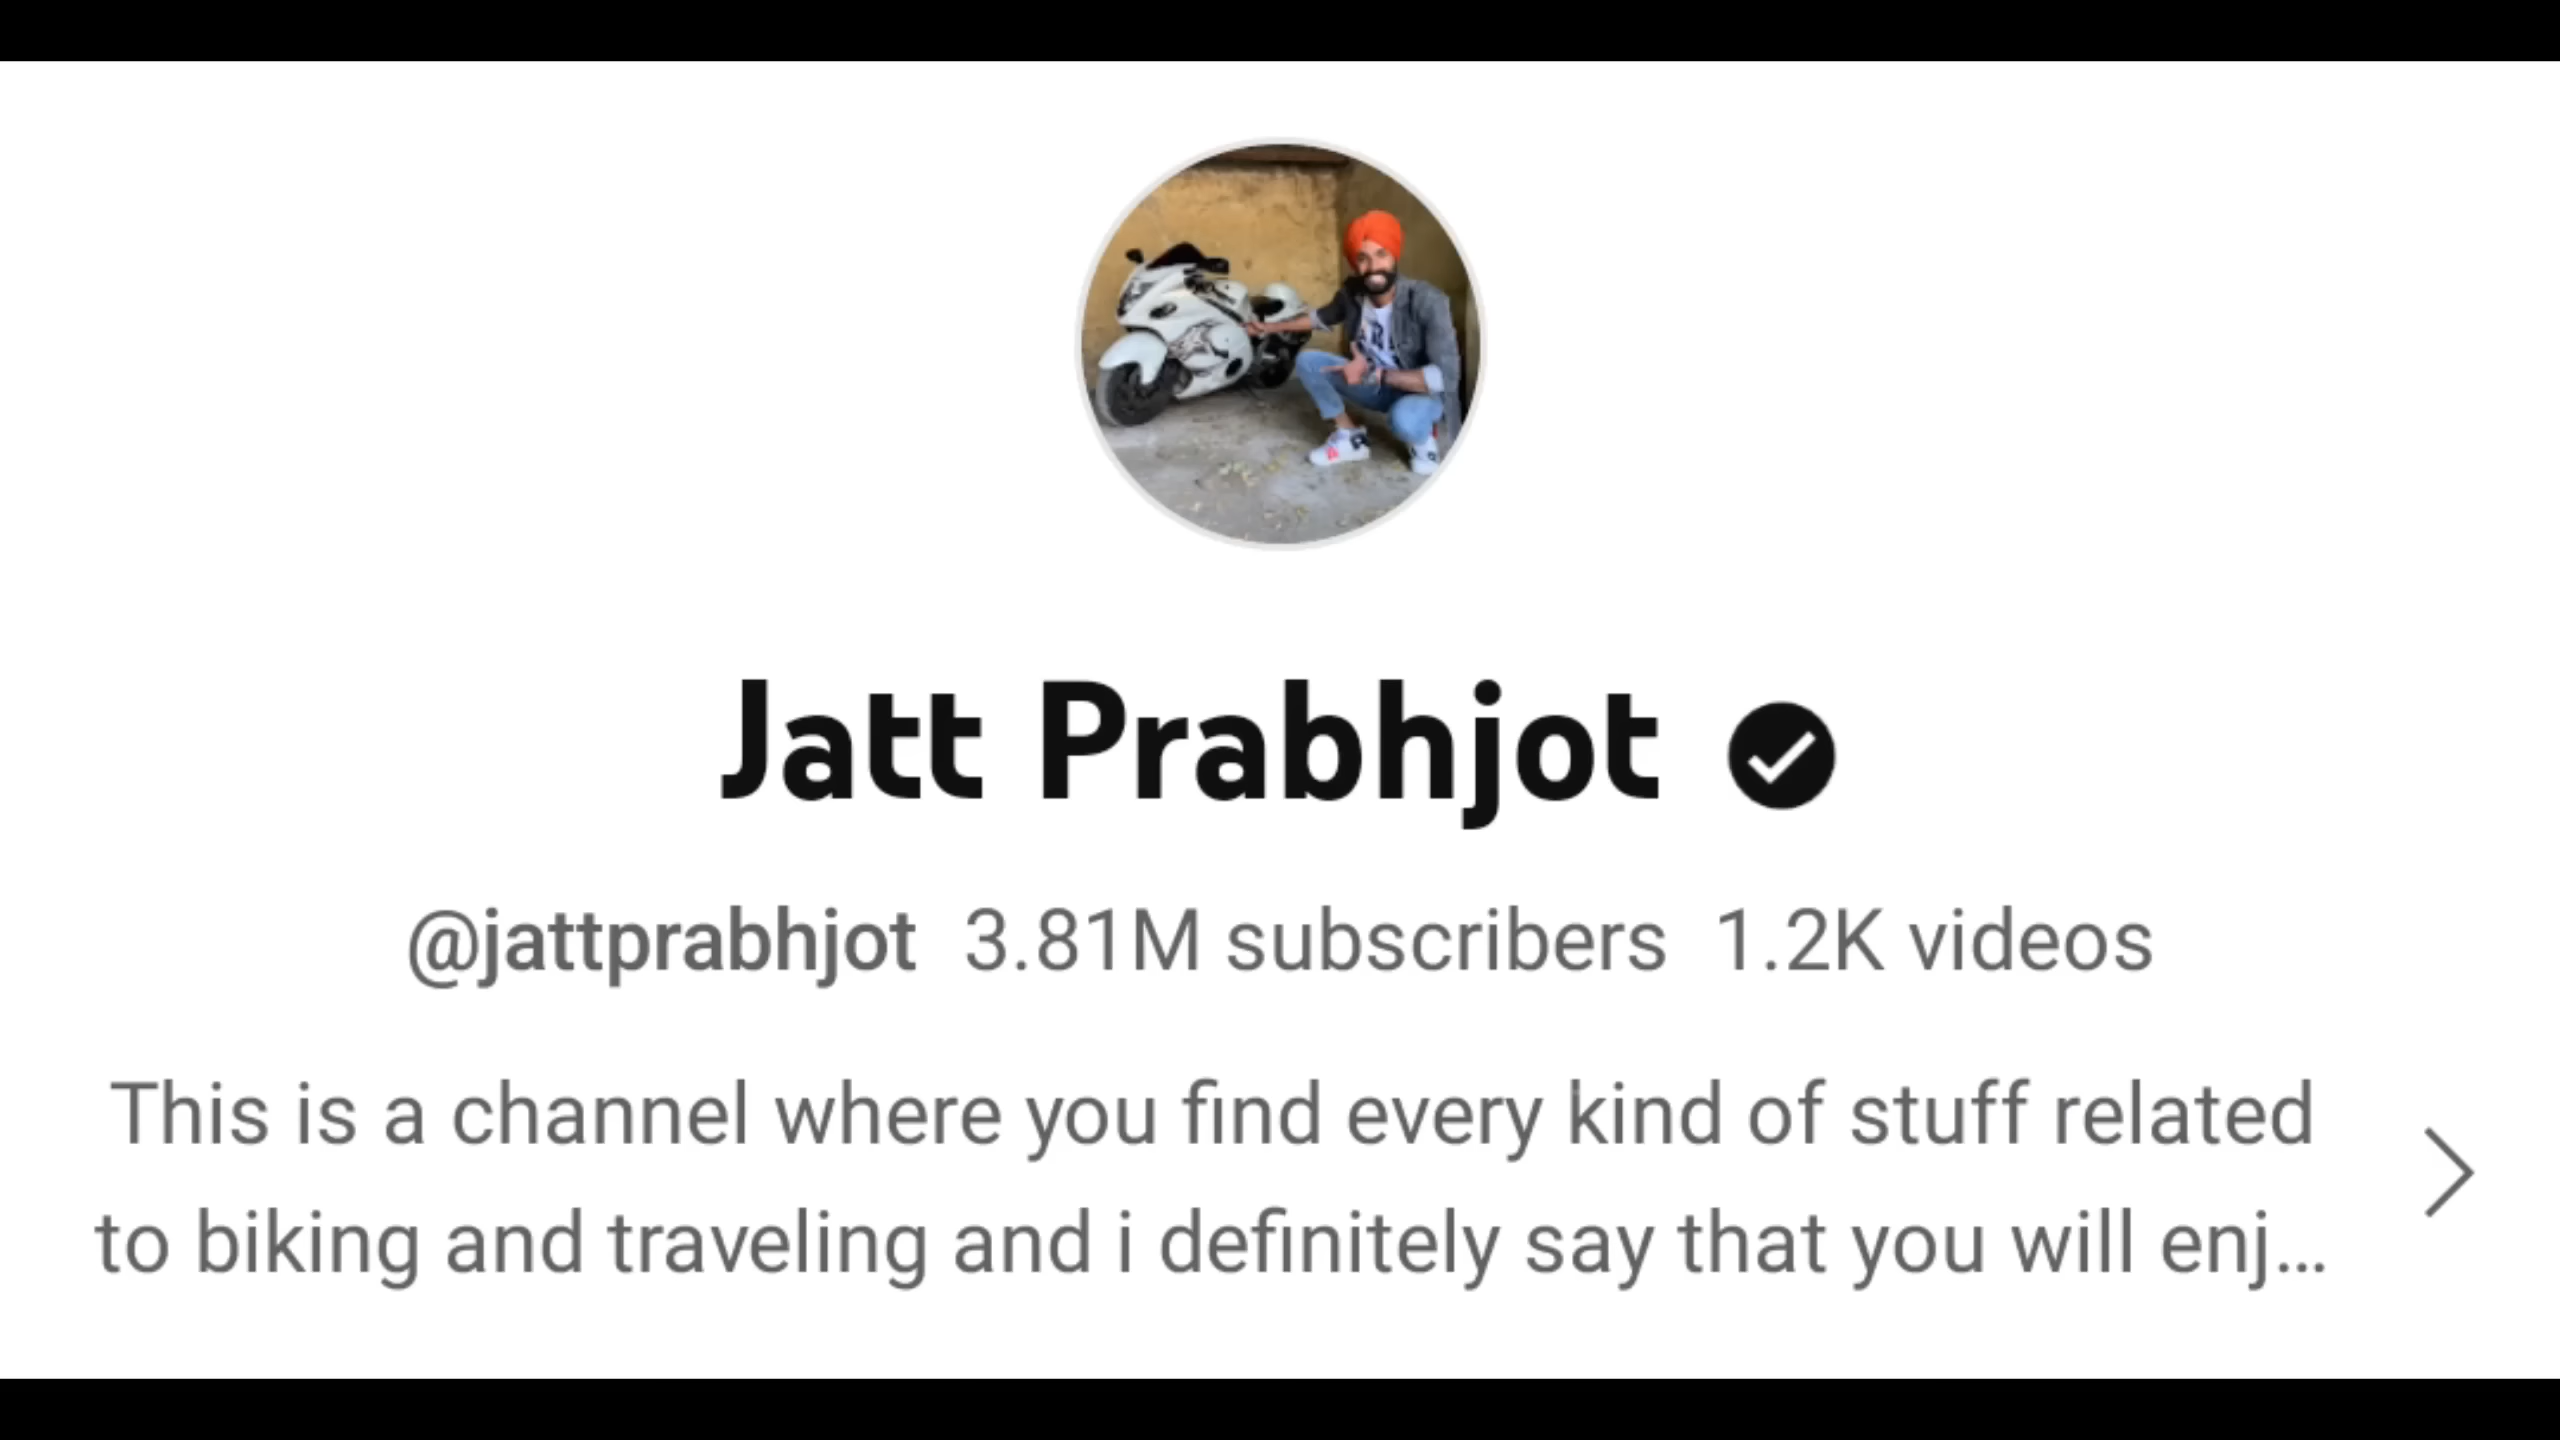 Jatt Prabhjot
@jattprabhjot 3.81M subscribers 1.2K videos
This is a channel where you find every kind of stuff related
to biking and traveling and i definitely say that you will enj...